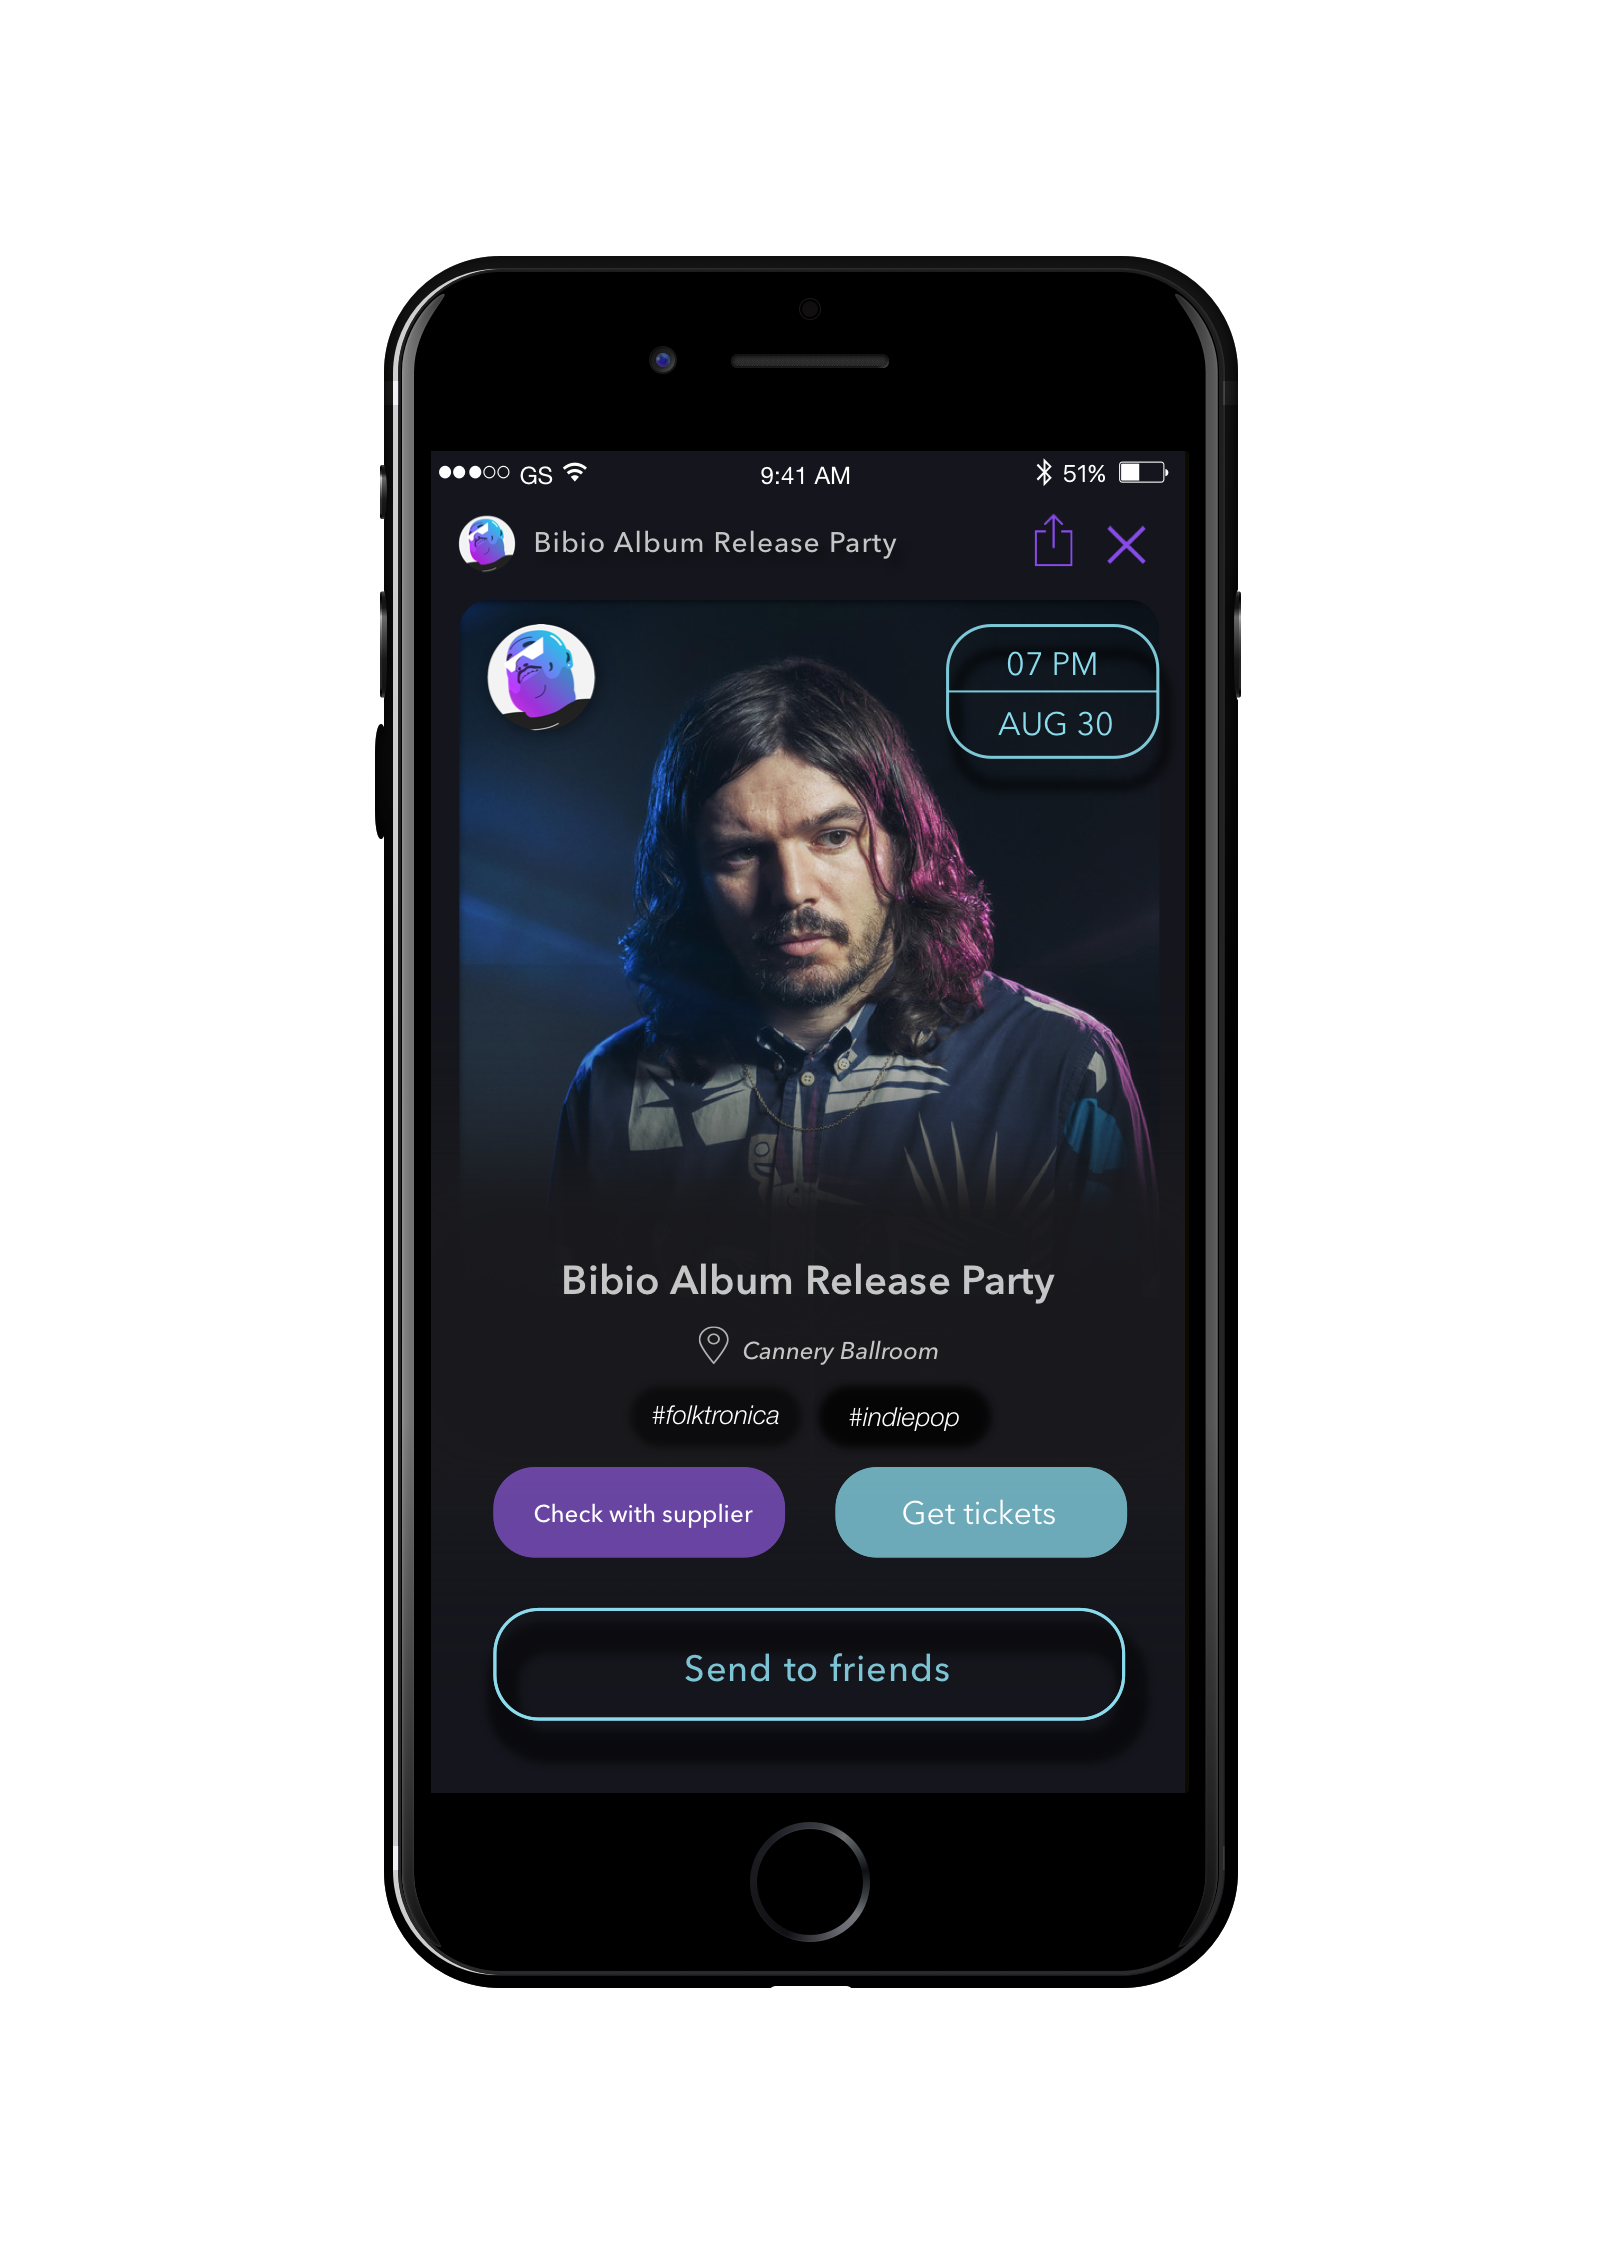 GS 9:41 AM 51%
Bibio Album Release Party
07 PM
AUG 30
Bibio Album Release Party
Cannery Ballroom
#folktronica #indiepop
Check with supplier Get tickets
Send to friends